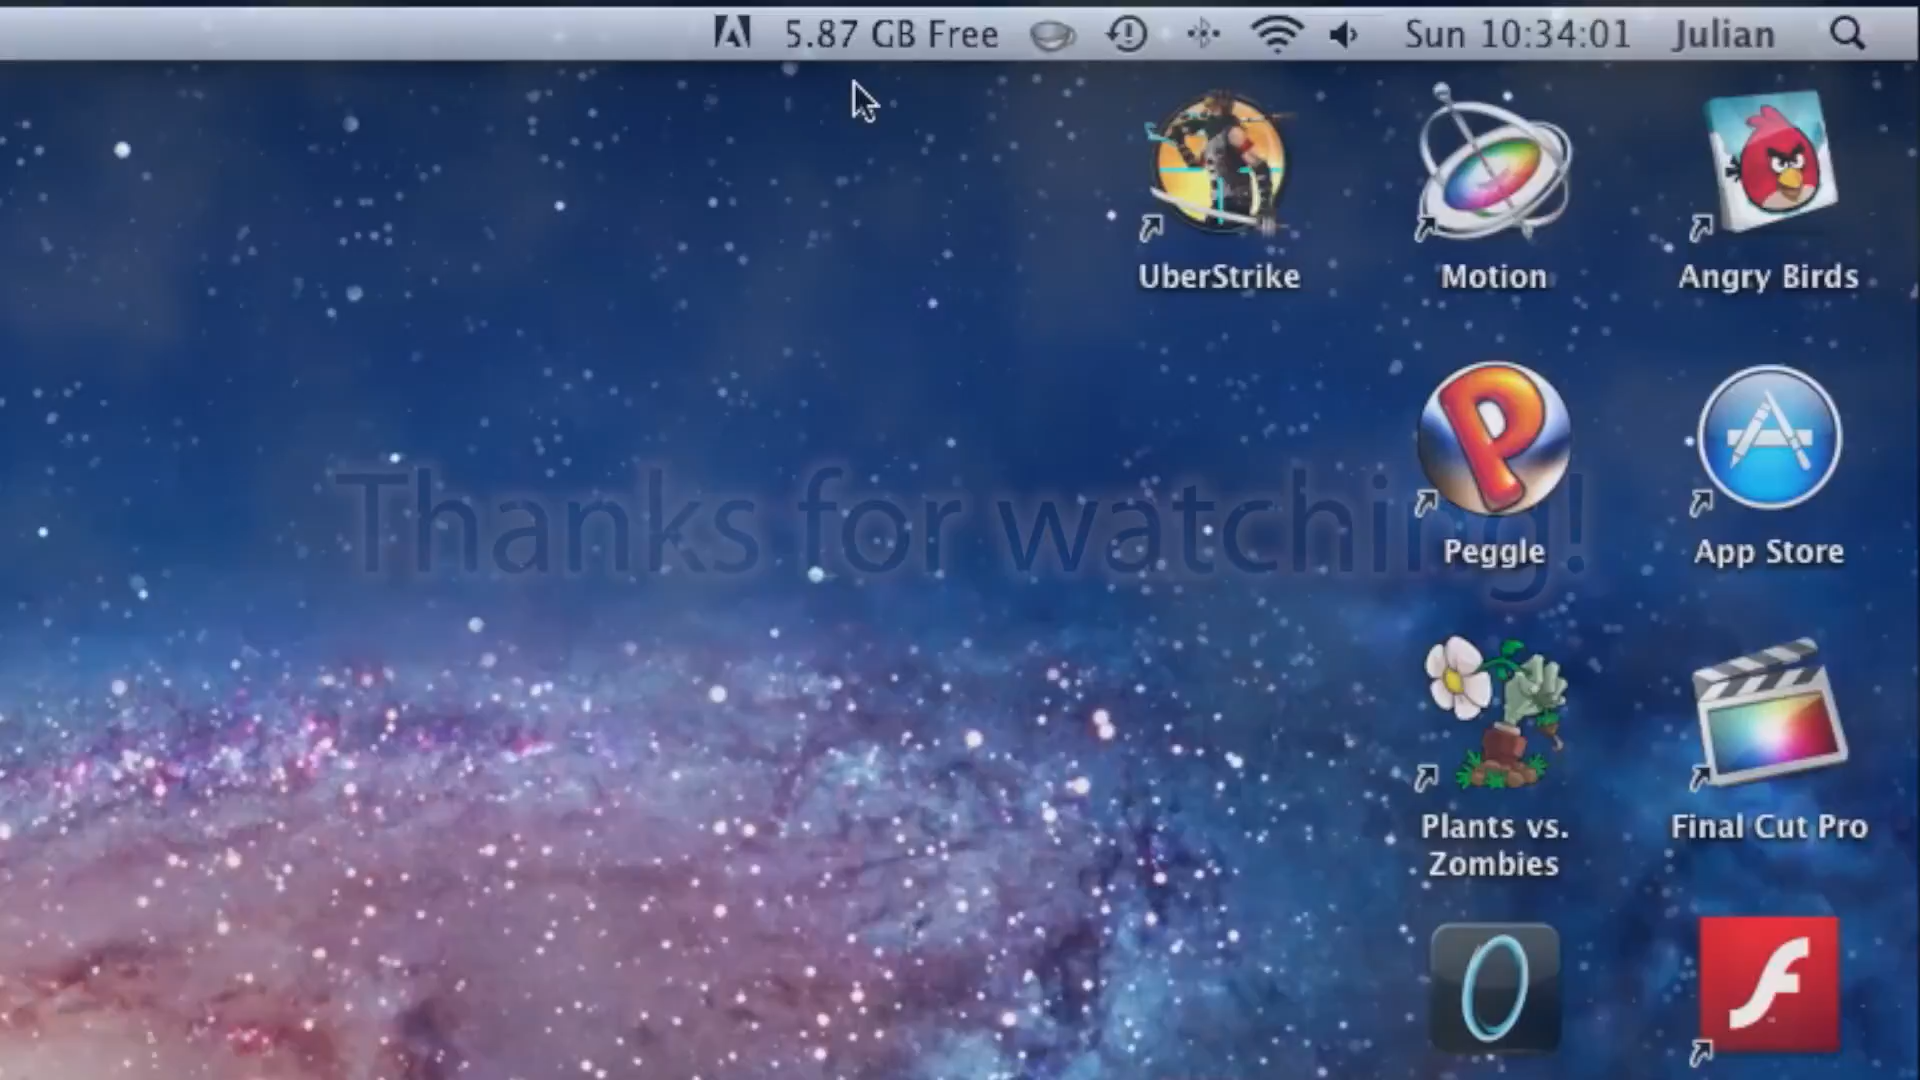 5.87 GB Free Sun 10:34:01 Julian
UberStrike
Motion
Angry Birds
Thanks for watching!
Peggle
App Store
Plants vs.
Zombies
Final Cut Pro